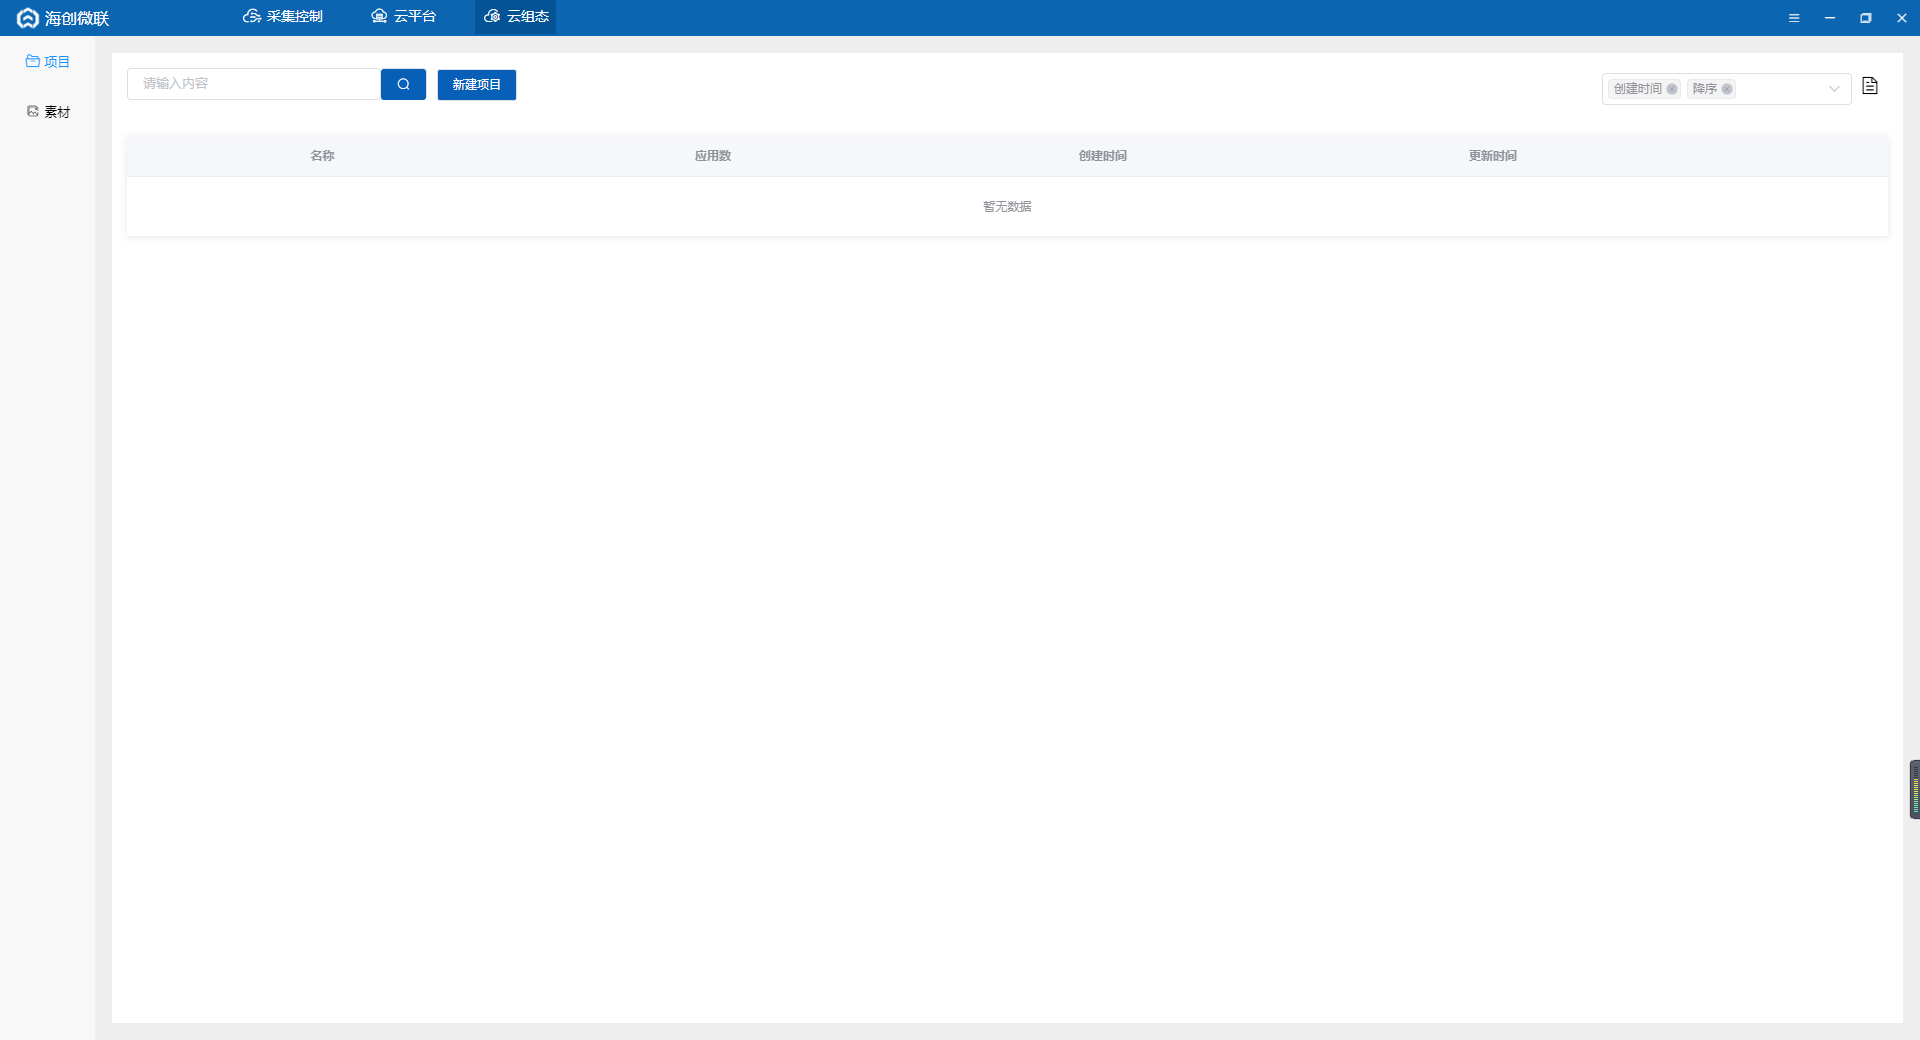 海创微联
采集控制
云平台
云组态
项目
素材
请输入内容
新建项目
创建时间
降序
名称
应用数
创建时间
更新时间
暂无数据